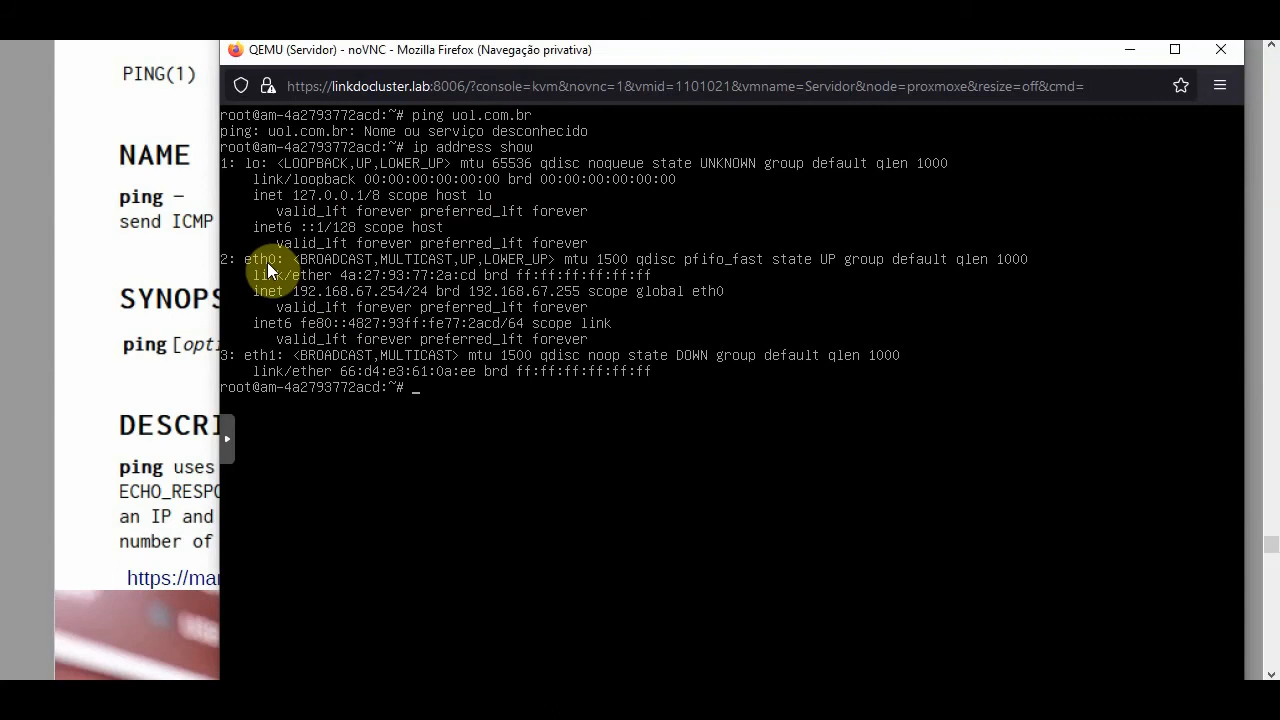 QEMU (Servidor) - noVNC - Mozilla Firefox (Navegação privativa)
https://linkdocluster.lab:8006/?console=kvm&novnc=1&vmid=1101021&vmname=Servidor&node=proxmoxe&resize=off&cmd=
root@am-4a2793772acd:~# ping uol.com.br
ping: uol.com.br: Nome ou serviço desconhecido
root@am-4a2793772acd:~# ip address show
1: lo: <LOOPBACK,UP,LOWER_UP> mtu 65536 qdisc noqueue state UNKNOWN group default qlen 1000
link/loopback 00:00:00:00:00:00 brd 00:00:00:00:00:00
inet 127.0.0.1/8 scope host lo
valid_lft forever preferred_lft forever
inet6 ::1/128 scope host
valid_lft forever preferred_lft forever
2: eth0: <BROADCAST,MULTICAST,UP,LOWER_UP> mtu 1500 qdisc pfifo_fast state UP group default qlen 1000
link/ether 4a:27:93:77:2a:cd brd ff:ff:ff:ff:ff:ff
inet 192.168.67.254/24 brd 192.168.67.255 scope global eth0
valid_lft forever preferred_lft forever
inet6 fe80::4827:93ff:fe77:2acd/64 scope link
valid_lft forever preferred_lft forever
3: eth1: <BROADCAST,MULTICAST> mtu 1500 qdisc noop state DOWN group default qlen 1000
link/ether 66:d4:e3:61:0a:ee brd ff:ff:ff:ff:ff:ff
root@am-4a2793772acd:~# _
PING(1)
NAME
ping —
send ICMP
SYNOPS
ping [opti
DESCRI
ping uses
ECHO_RESPO
an IP and
number of
https://mar